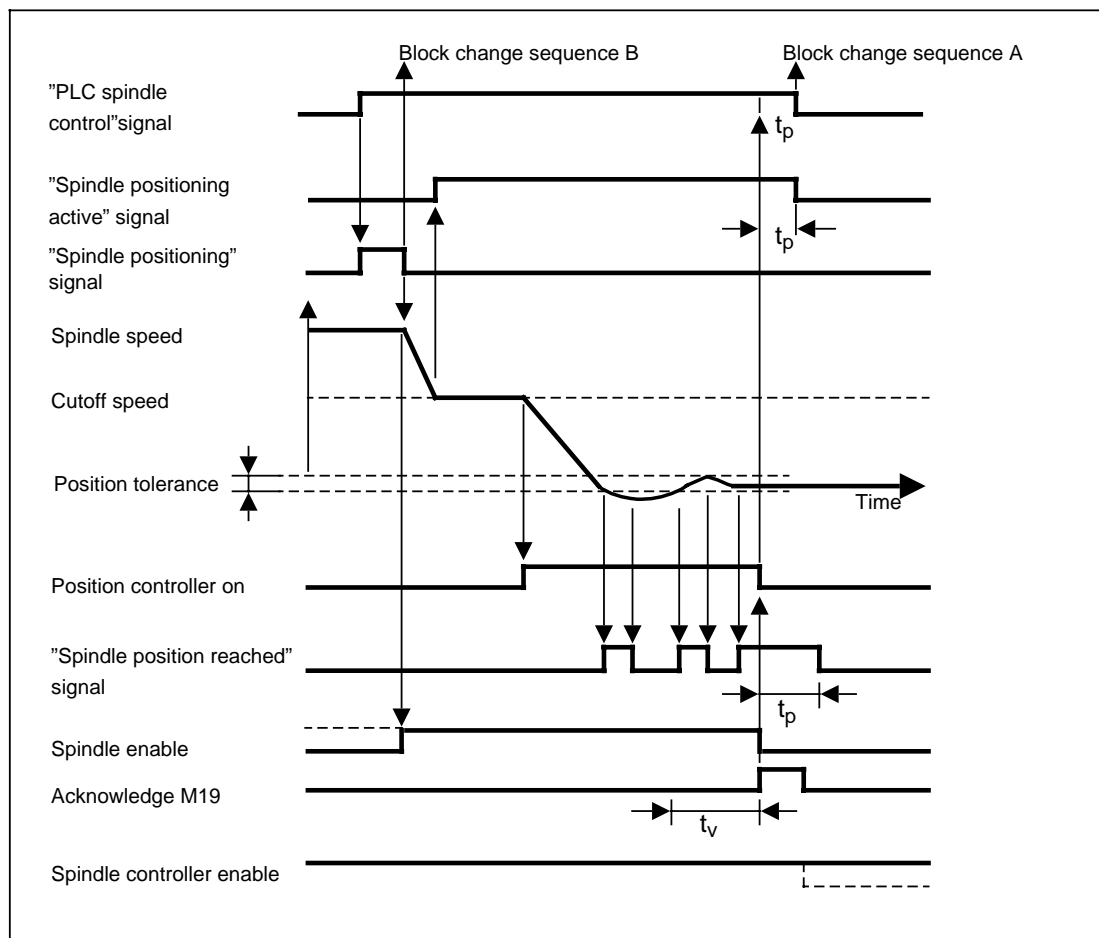 Block change sequence B
Block change sequence A
”PLC spindle
control”signal
tp
”Spindle positioning
active” signal
tp
”Spindle positioning”
signal
Spindle speed
Cutoff speed
Position tolerance
Time
Position controller on
”Spindle position reached”
signal
tp
Spindle enable
Acknowledge M19
tv
Spindle controller enable